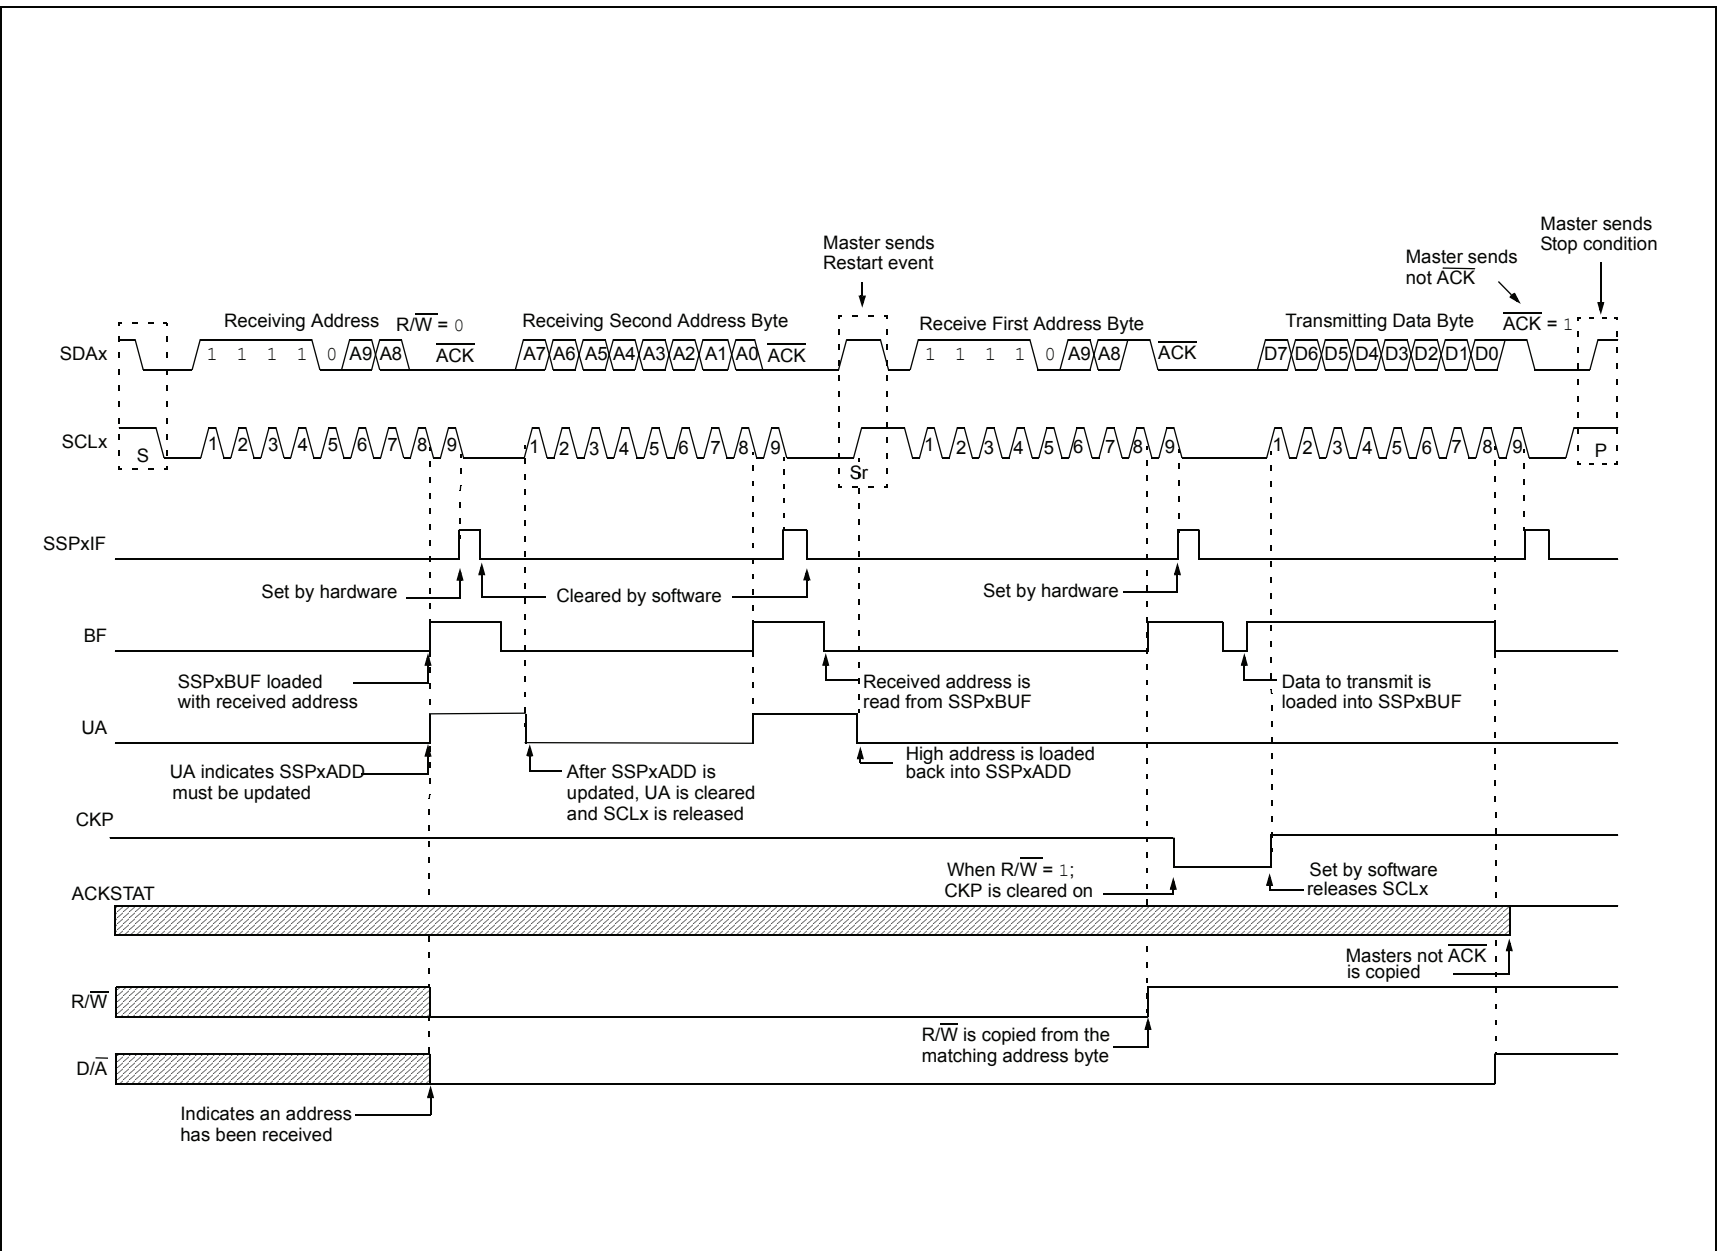 Master sends
Stop condition
Master sends
Restart event
Master sends
not ACK
Receiving Address R/W = 0
Receiving Second Address Byte
Receive First Address Byte
Transmitting Data Byte
ACK = 1
SDAx
1 1 1 1 0 A9 A8 ACK
A7 A6 A5 A4 A3 A2 A1 A0 ACK
1 1 1 1 0 A9 A8 ACK
D7 D6 D5 D4 D3 D2 D1 D0
SCLx
S
1 2 3 4 5 6 7 8 9
1 2 3 4 5 6 7 8 9
Sr
1 2 3 4 5 6 7 8 9
1 2 3 4 5 6 7 8 9
P
SSPxIF
Set by hardware
Cleared by software
Set by hardware
BF
SSPxBUF loaded
with received address
Received address is
read from SSPxBUF
Data to transmit is
loaded into SSPxBUF
UA
UA indicates SSPxADD
must be updated
After SSPxADD is
updated, UA is cleared
and SCLx is released
High address is loaded
back into SSPxADD
CKP
When R/W = 1;
CKP is cleared on
Set by software
releases SCLx
ACKSTAT
Masters not ACK
is copied
R/W
R/W is copied from the
matching address byte
D/A
Indicates an address
has been received